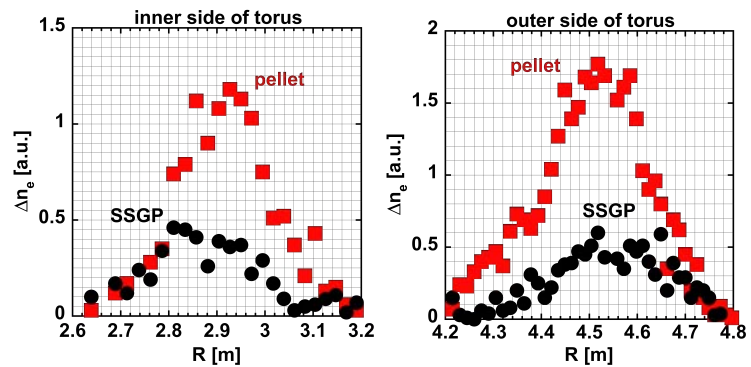 inner side of torus
1.5
1
0.5
0
Δnₑ [a.u.]
pellet
SSGP
2.6 2.7 2.8 2.9 3 3.1 3.2
R [m]
outer side of torus
2
1.5
1
0.5
0
Δnₑ [a.u.]
pellet
SSGP
4.2 4.3 4.4 4.5 4.6 4.7 4.8
R [m]